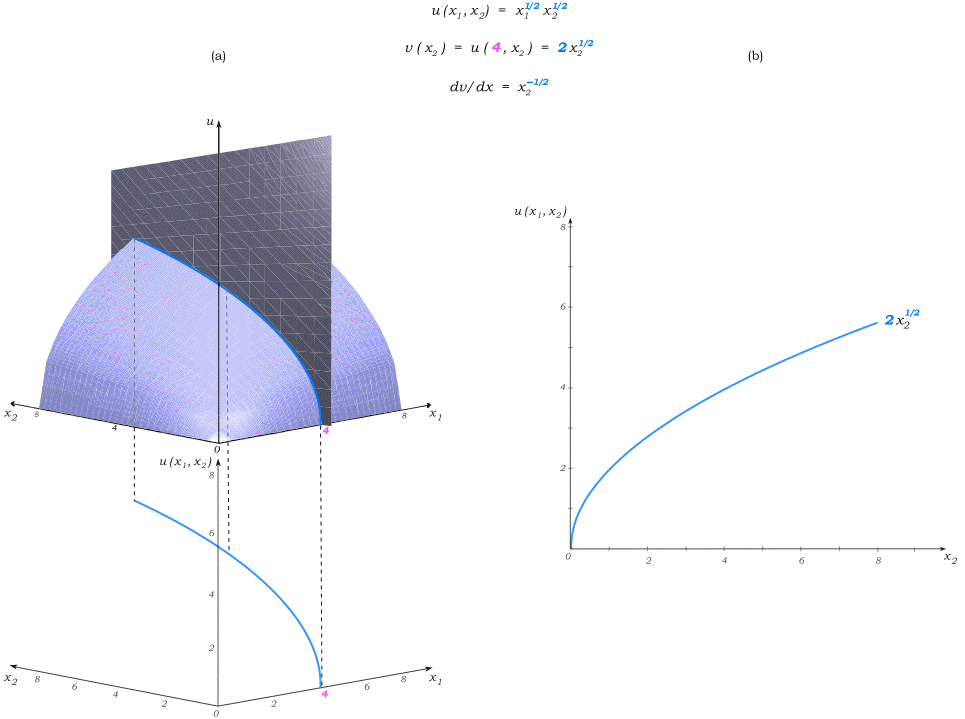 u(x₁, x₂) = x₁^1/2 x₂^1/2
v(x₂) = u(4, x₂) = 2x₂^1/2
dv/dx = x₂^−1/2
(a)
(b)
u
x₂
8
4
0
4
8
x₁
u(x₁, x₂)
8
6
4
2
x₂
8
6
4
2
0
2
4
6
8
x₁
u(x₁, x₂)
8
6
4
2
2x₂^1/2
0
2
4
6
8
x₂